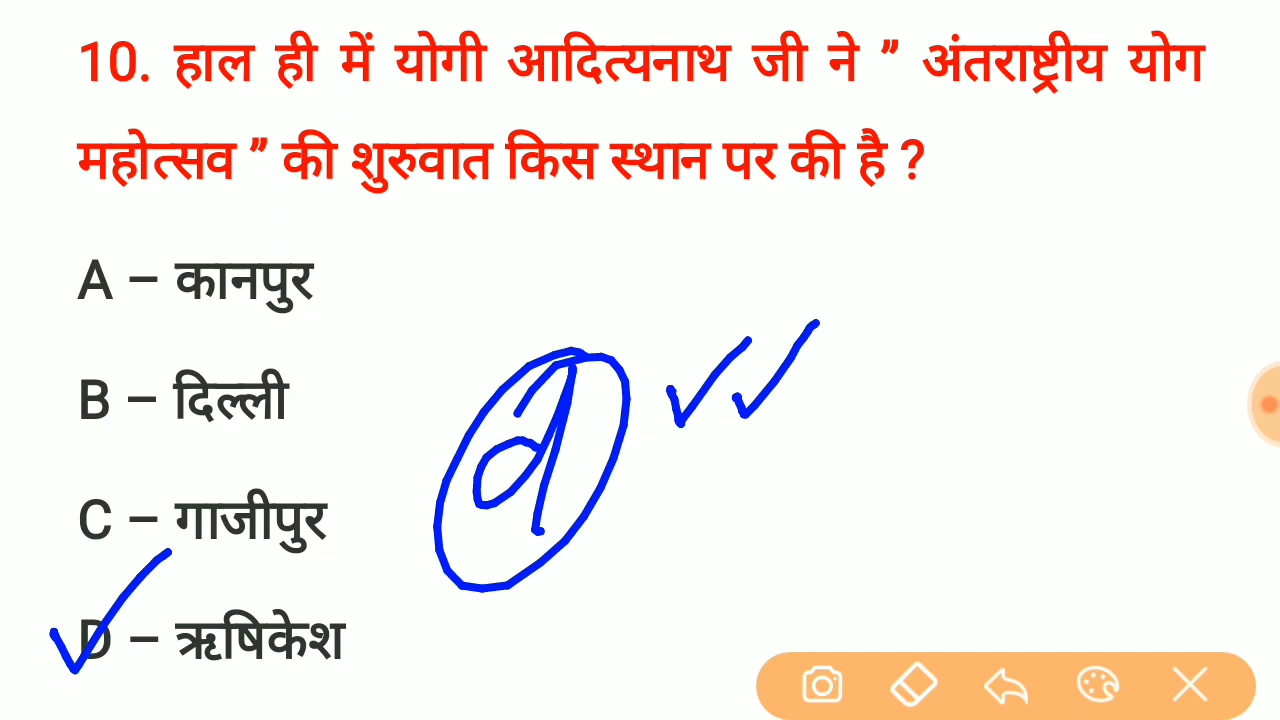 10. हाल ही में योगी आदित्यनाथ जी ने ” अंतराष्ट्रीय योग
महोत्सव ” की शुरुवात किस स्थान पर की है ?
A – कानपुर
B – दिल्ली
C – गाजीपुर
d
D – ऋषिकेश